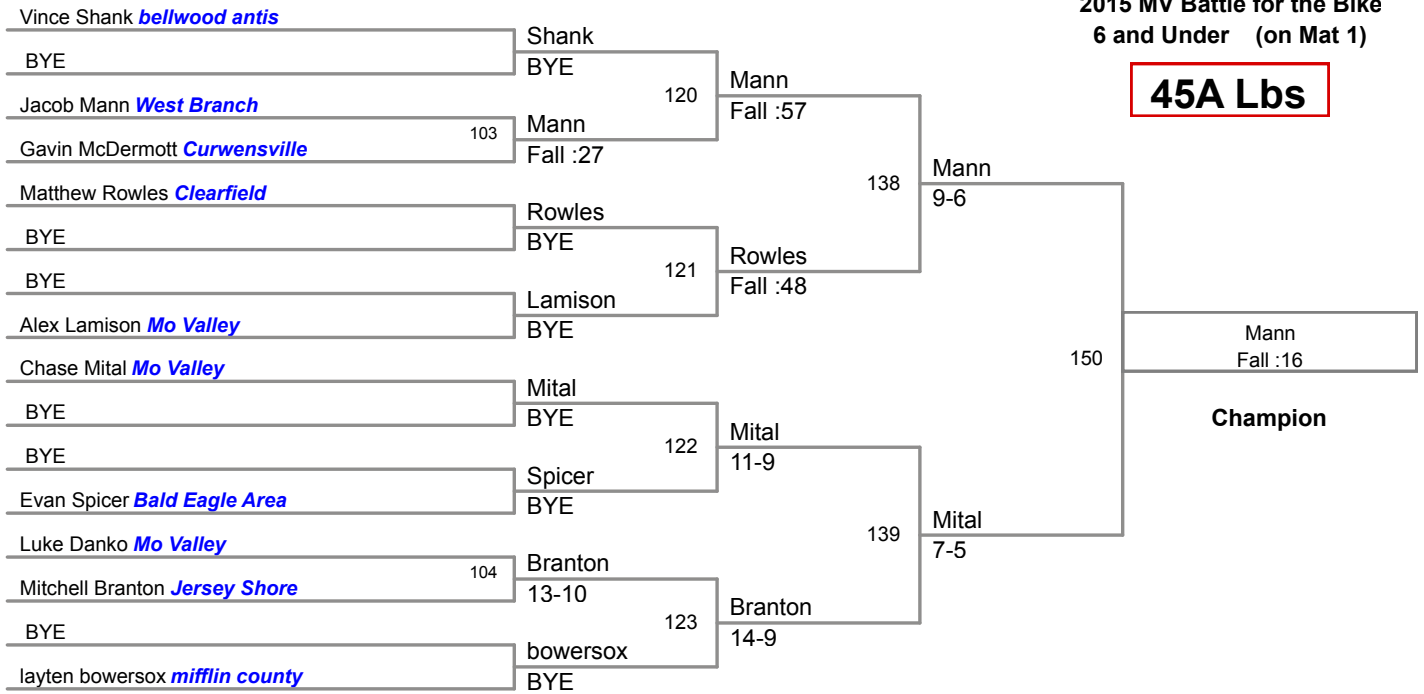 2015 MV Battle for the Bike
6 and Under (on Mat 1)
45A Lbs
Vince Shank bellwood antis
BYE
Jacob Mann West Branch
Gavin McDermott Curwensville
Matthew Rowles Clearfield
BYE
BYE
Alex Lamison Mo Valley
Chase Mital Mo Valley
BYE
BYE
Evan Spicer Bald Eagle Area
Luke Danko Mo Valley
Mitchell Branton Jersey Shore
BYE
layten bowersox mifflin county
103
104
Shank
BYE
Mann
Fall :27
Rowles
BYE
Lamison
BYE
Mital
BYE
Spicer
BYE
Branton
13-10
bowersox
BYE
120
121
122
123
Mann
Fall :57
Rowles
Fall :48
Mital
11-9
Branton
14-9
138
139
Mann
9-6
Mital
7-5
150
Mann
Fall :16
Champion